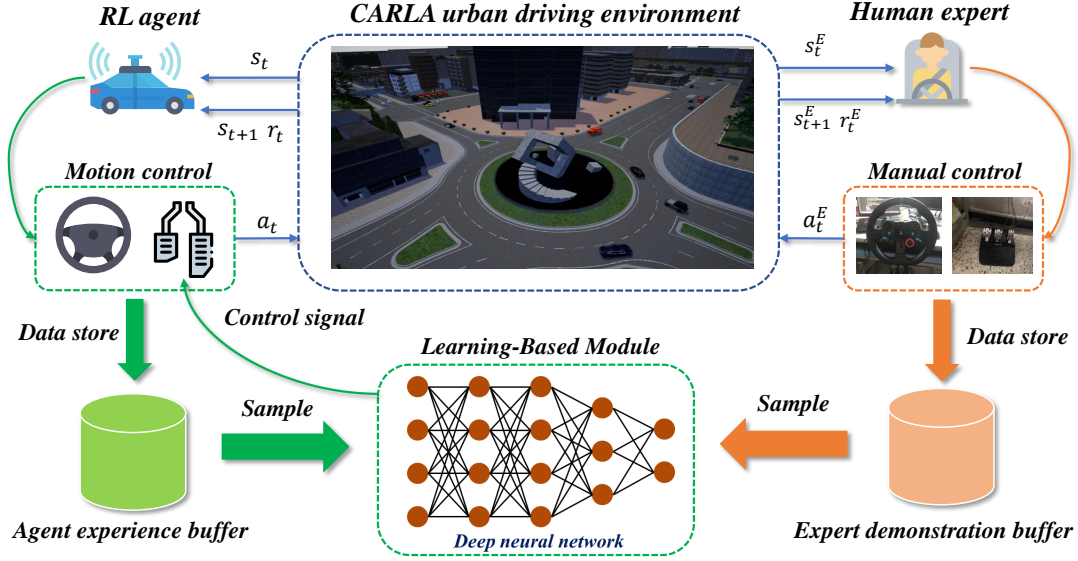 RL agent
CARLA urban driving environment
Human expert
s_t
s_{t+1} r_t
s_t^E
s_{t+1}^E r_t^E
Motion control
Manual control
a_t
a_t^E
Data store
Control signal
Data store
Learning-Based Module
Sample
Sample
Deep neural network
Agent experience buffer
Expert demonstration buffer